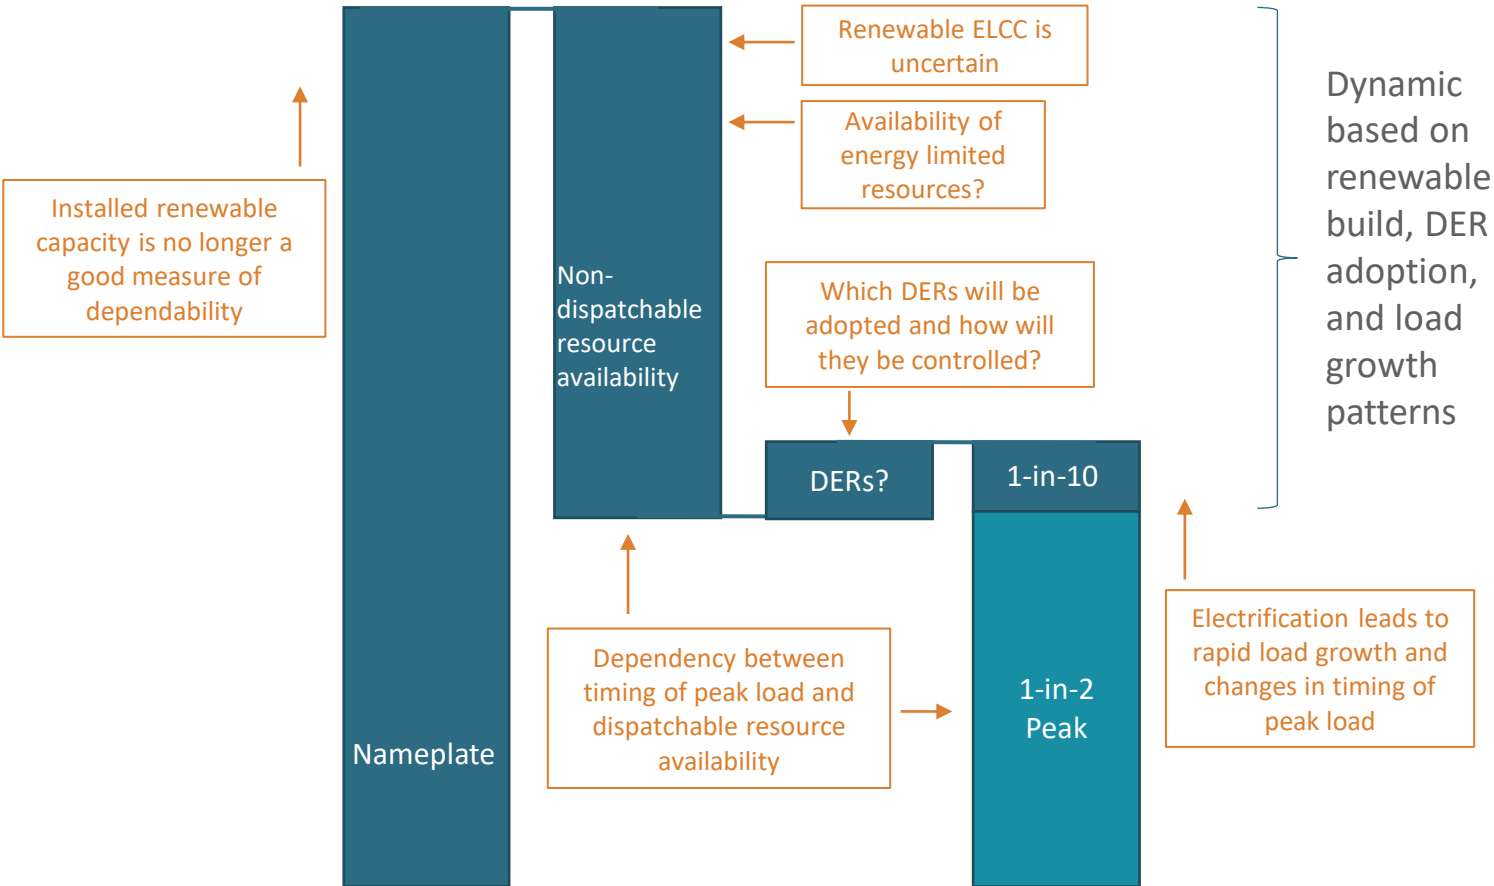 Renewable ELCC is
uncertain
Availability of
energy limited
resources?
Installed renewable
capacity is no longer a
good measure of
dependability
Non-
dispatchable
resource
availability
Which DERs will be
adopted and how will
they be controlled?
Dynamic
based on
renewable
build, DER
adoption,
and load
growth
patterns
DERs?
1-in-10
Nameplate
Dependency between
timing of peak load and
dispatchable resource
availability
1-in-2
Peak
Electrification leads to
rapid load growth and
changes in timing of
peak load